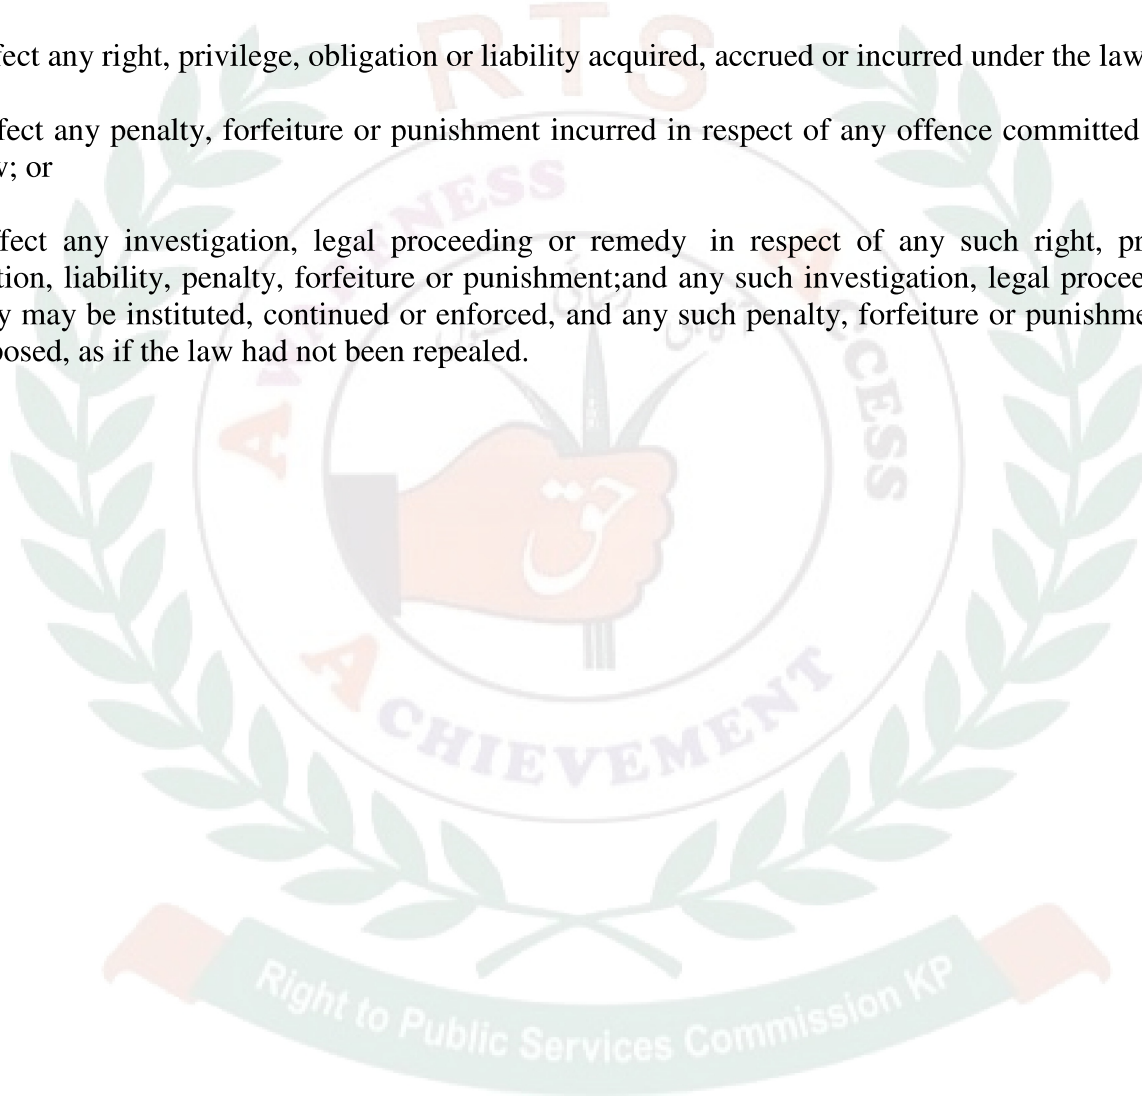 RTS
fect any right, privilege, obligation or liability acquired, accrued or incurred under the law
fect any penalty, forfeiture or punishment incurred in respect of any offence committed
; or
ffect any investigation, legal proceeding or remedy in respect of any such right, pr
tion, liability, penalty, forfeiture or punishment;and any such investigation, legal procee
y may be instituted, continued or enforced, and any such penalty, forfeiture or punishme
posed, as if the law had not been repealed.
AWARENESS
ACCESS
حق
ACHIEVEMENT
Right to Public Services Commission KP